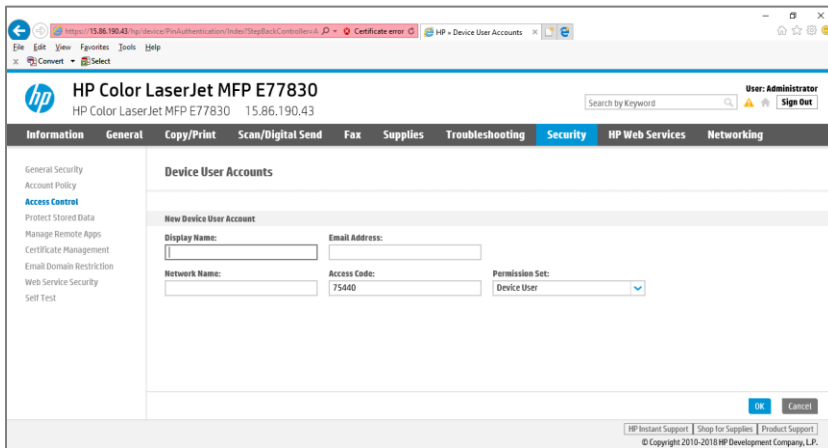 https://15.86.190.43/hp/device/PinAuthentication/Index?StepBackController=A
Certificate error
HP » Device User Accounts
File Edit View Favorites Tools Help
x Convert Select
hp
HP Color LaserJet MFP E77830
HP Color LaserJet MFP E77830 15.86.190.43
User: Administrator
Search by Keyword
Sign Out
Information General Copy/Print Scan/Digital Send Fax Supplies Troubleshooting Security HP Web Services Networking
General Security
Account Policy
Access Control
Protect Stored Data
Manage Remote Apps
Certificate Management
Email Domain Restriction
Web Service Security
Self Test
Device User Accounts
New Device User Account
Display Name: Email Address:
Network Name: Access Code: Permission Set:
75440 Device User
OK Cancel
HP Instant Support Shop for Supplies Product Support
© Copyright 2010-2018 HP Development Company, L.P.